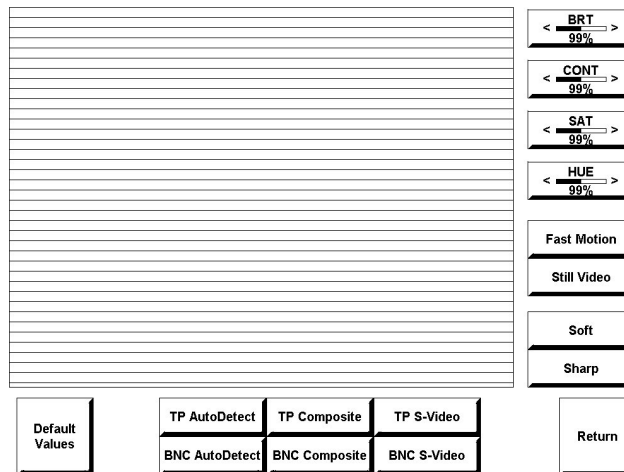 BRT
< >
99%
CONT
< >
99%
SAT
< >
99%
HUE
< >
99%
Fast Motion
Still Video
Soft
Sharp
Default
Values
TP AutoDetect TP Composite TP S-Video
BNC AutoDetect BNC Composite BNC S-Video
Return